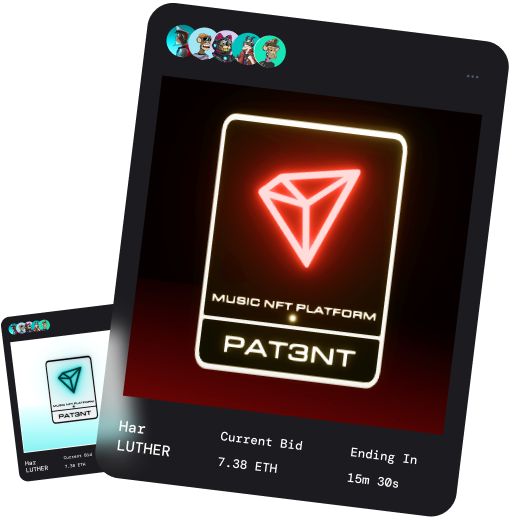 MUSIC NFT PLATFORM
PAT3NT
Har
LUTHER
Current Bid
7.38 ETH
Ending In
15m 30s
MUSIC NFT PLATFORM
PAT3NT
Har
LUTHER
Current Bid
7.38 ETH